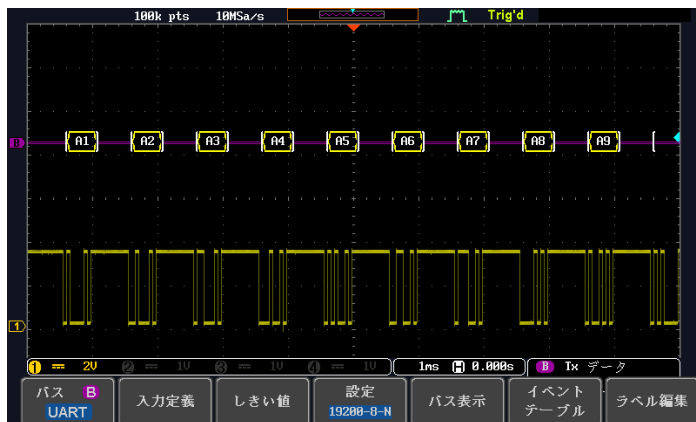 100k pts 10MSa/s Trig'd
B A1 A2 A3 A4 A5 A6 A7 A8 A9
1
1 2V 2 1V 3 1V 4 1V 1ms H 0.000s B Tx データ
バス B 入力定義 しきい値 設定 バス表示 イベント ラベル編集
UART 19200-8-N テーブル